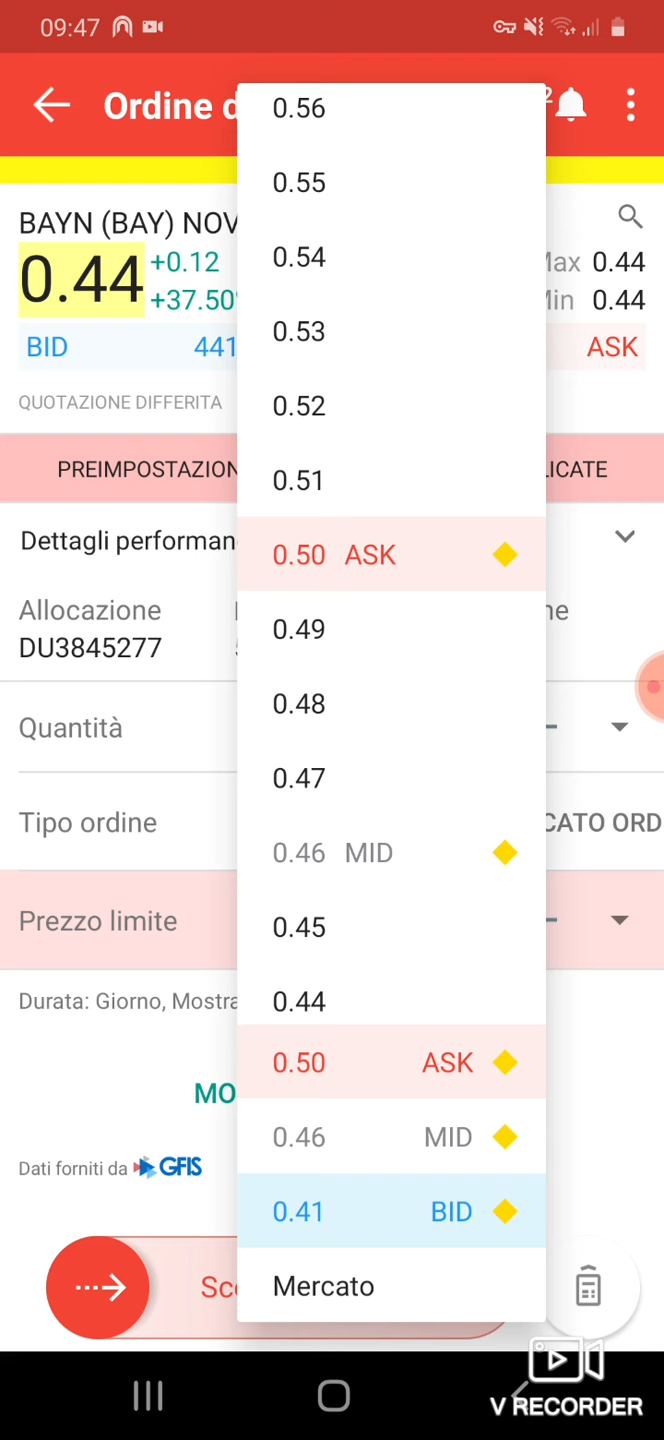 09:47
Ordine d
2
BAYN (BAY) NOV
0.44 +0.12
+37.50
Max 0.44
Min 0.44
BID 441
ASK
QUOTAZIONE DIFFERITA
PREIMPOSTAZION
LICATE
Dettagli performan
Allocazione
ne
DU3845277
Quantità
Tipo ordine
CATO ORD
Prezzo limite
Durata: Giorno, Mostra
MO
Dati forniti da GFIS
Sc
0.56
0.55
0.54
0.53
0.52
0.51
0.50 ASK
0.49
0.48
0.47
0.46 MID
0.45
0.44
0.50 ASK
0.46 MID
0.41 BID
Mercato
V RECORDER